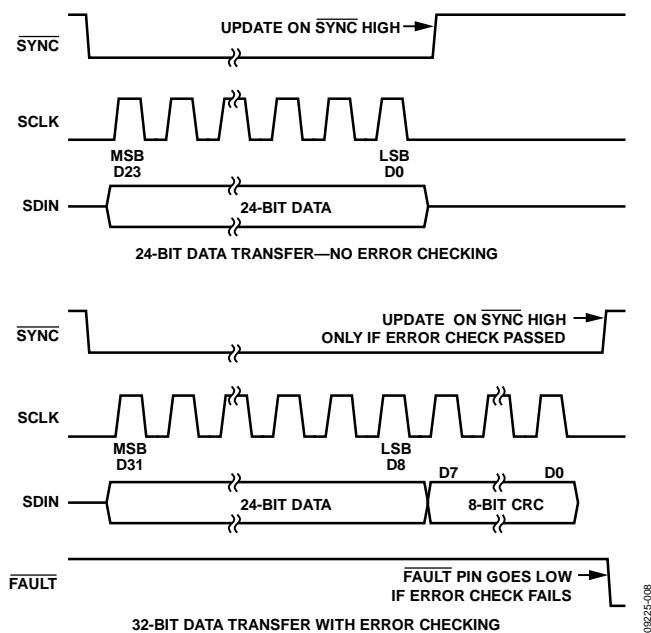 UPDATE ON SYNC HIGH
SYNC
SCLK
MSB
D23
LSB
D0
SDIN
24-BIT DATA
24-BIT DATA TRANSFER—NO ERROR CHECKING
UPDATE ON SYNC HIGH
ONLY IF ERROR CHECK PASSED
SYNC
SCLK
MSB
D31
LSB
D8
D7
D0
SDIN
24-BIT DATA
8-BIT CRC
FAULT
FAULT PIN GOES LOW
IF ERROR CHECK FAILS
32-BIT DATA TRANSFER WITH ERROR CHECKING
09225-008